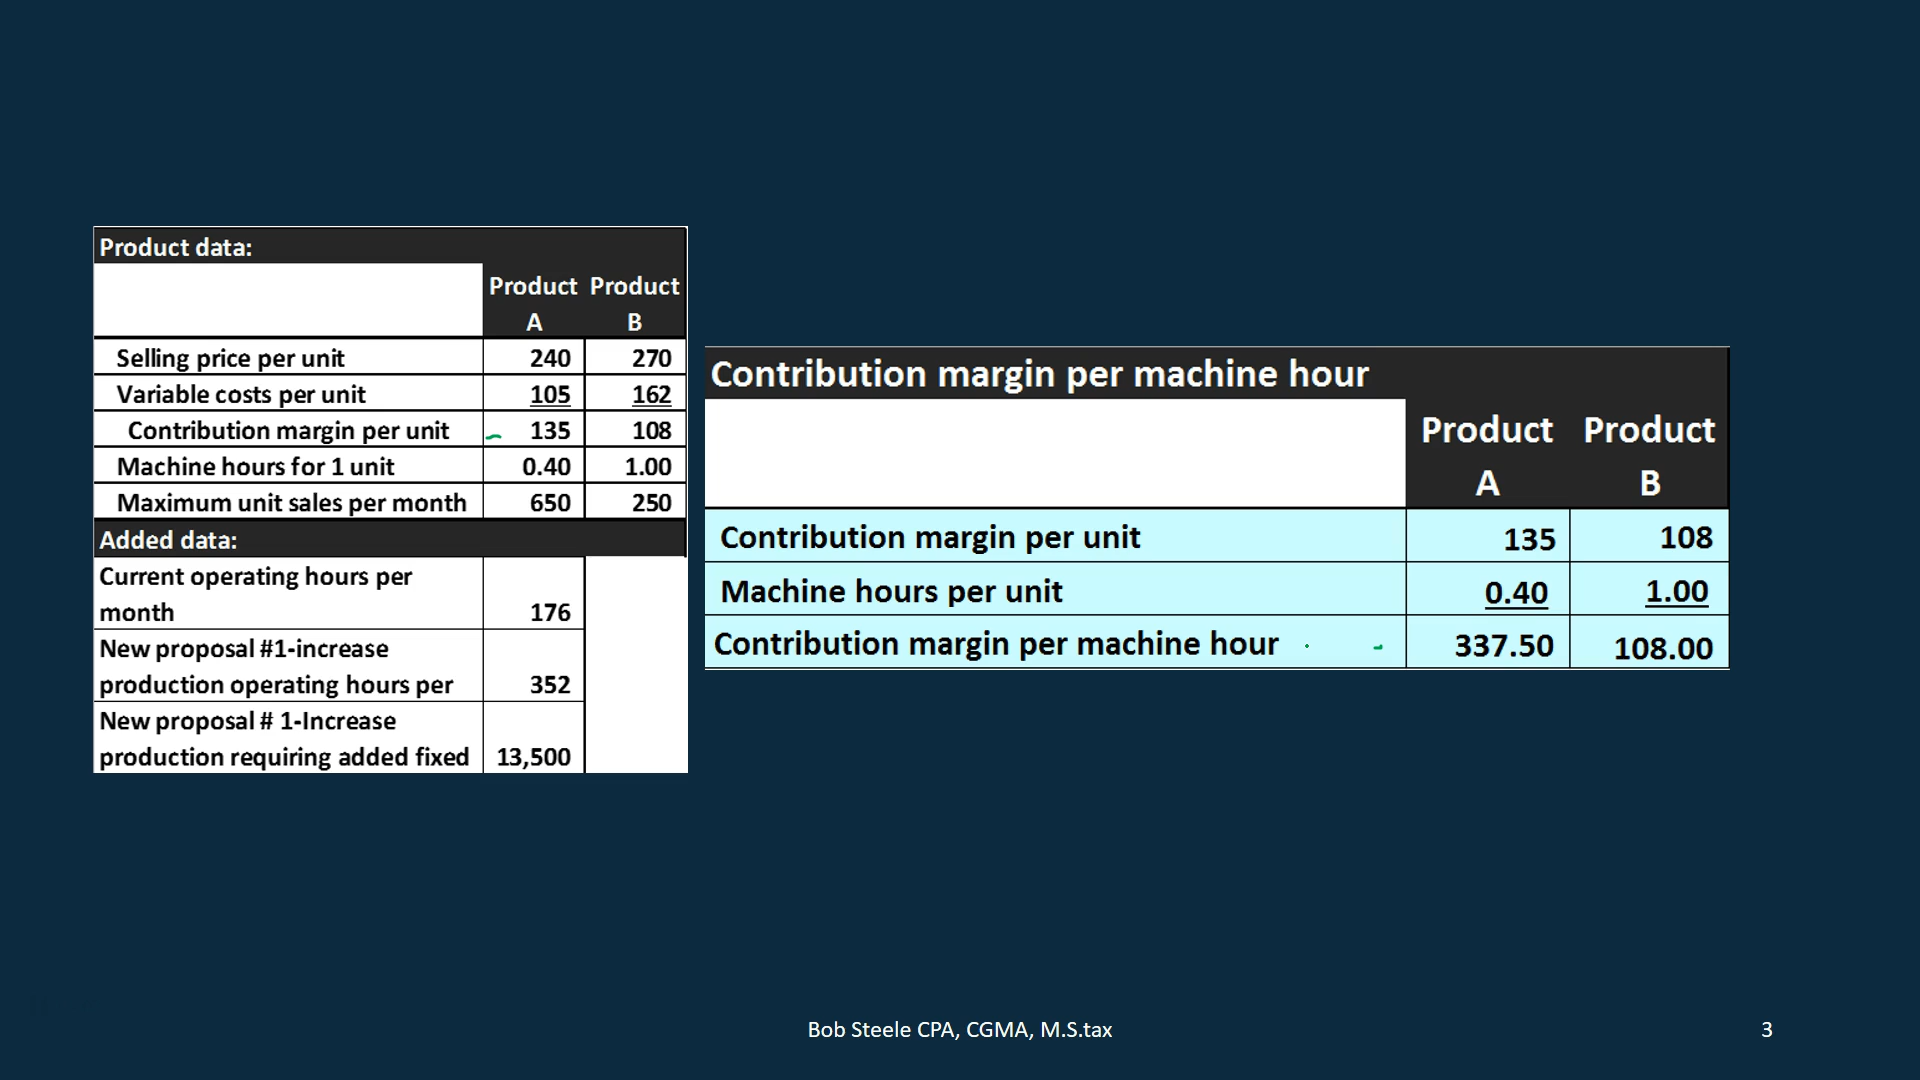 Product data:
Product Product
A B
Selling price per unit 240 270
Variable costs per unit 105 162
Contribution margin per unit 135 108
Machine hours for 1 unit 0.40 1.00
Maximum unit sales per month 650 250
Added data:
Current operating hours per
month 176
New proposal #1-increase
production operating hours per 352
New proposal # 1-Increase
production requiring added fixed 13,500
Contribution margin per machine hour
Product Product
A B
Contribution margin per unit 135 108
Machine hours per unit 0.40 1.00
Contribution margin per machine hour 337.50 108.00
Bob Steele CPA, CGMA, M.S.tax
3